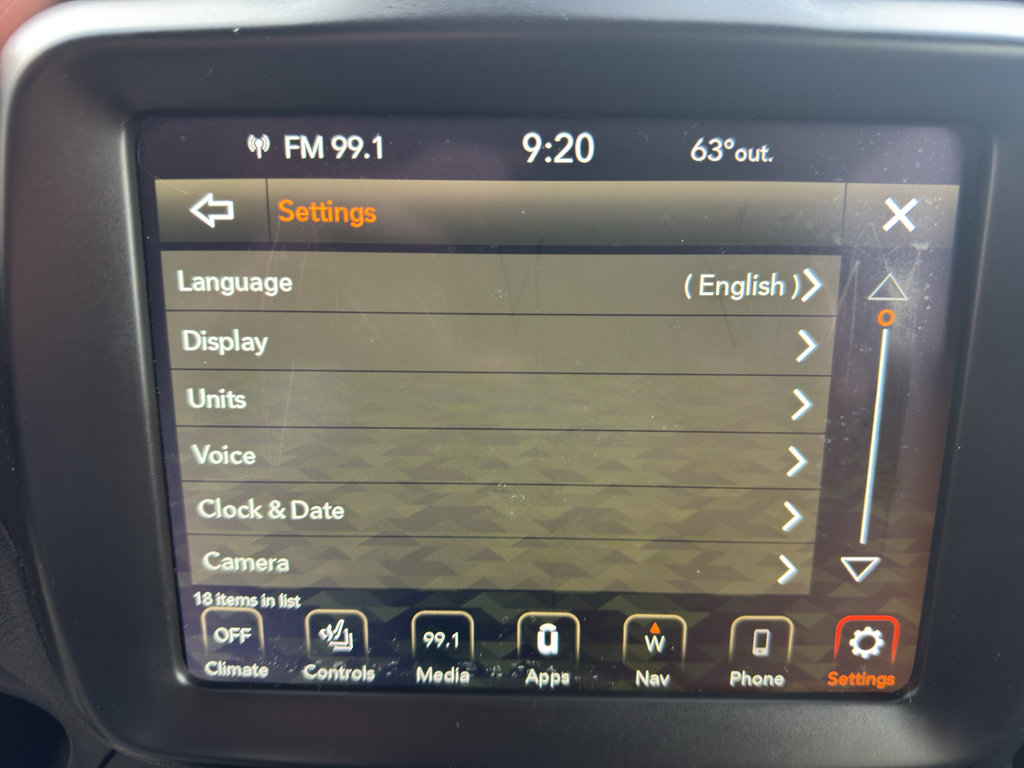 FM 99.1 9:20 63°out.
Settings
Language ( English )
Display
Units
Voice
Clock & Date
Camera
18 items in list
OFF 99.1 W
Climate Controls Media Apps Nav Phone Settings